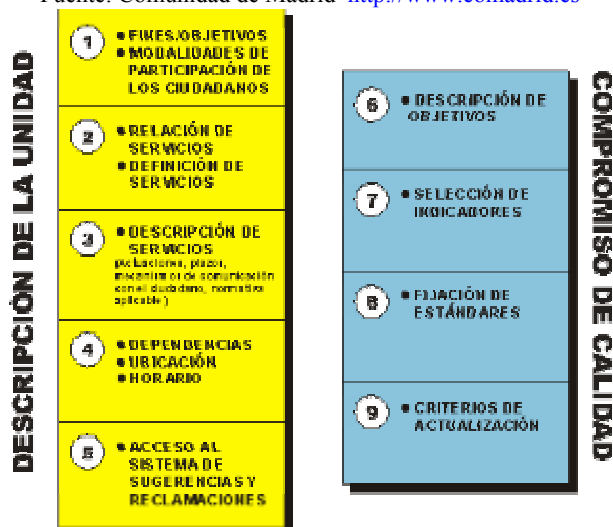 Fuente: Comunidad de Madrid http://www.comadrid.es
DESCRIPCIÓN DE LA UNIDAD
1
• FINES/OBJETIVOS
• MODALIDADES DE
PARTICIPACIÓN DE
LOS CIUDADANOS
2
• RELACIÓN DE
SERVICIOS
• DEFINICIÓN DE
SERVICIOS
3
• DESCRIPCIÓN DE
SERVICIOS
(Actuaciones, plazos,
mecanismos de comunicación
con el ciudadano, normativa
aplicable)
4
• DEPENDENCIAS
• UBICACIÓN
• HORARIO
5
• ACCESO AL
SISTEMA DE
SUGERENCIAS Y
RECLAMACIONES
6
• DESCRIPCIÓN DE
OBJETIVOS
7
• SELECCIÓN DE
INDICADORES
8
• FIJACIÓN DE
ESTÁNDARES
9
• CRITERIOS DE
ACTUALIZACIÓN
COMPROMISO DE CALIDAD